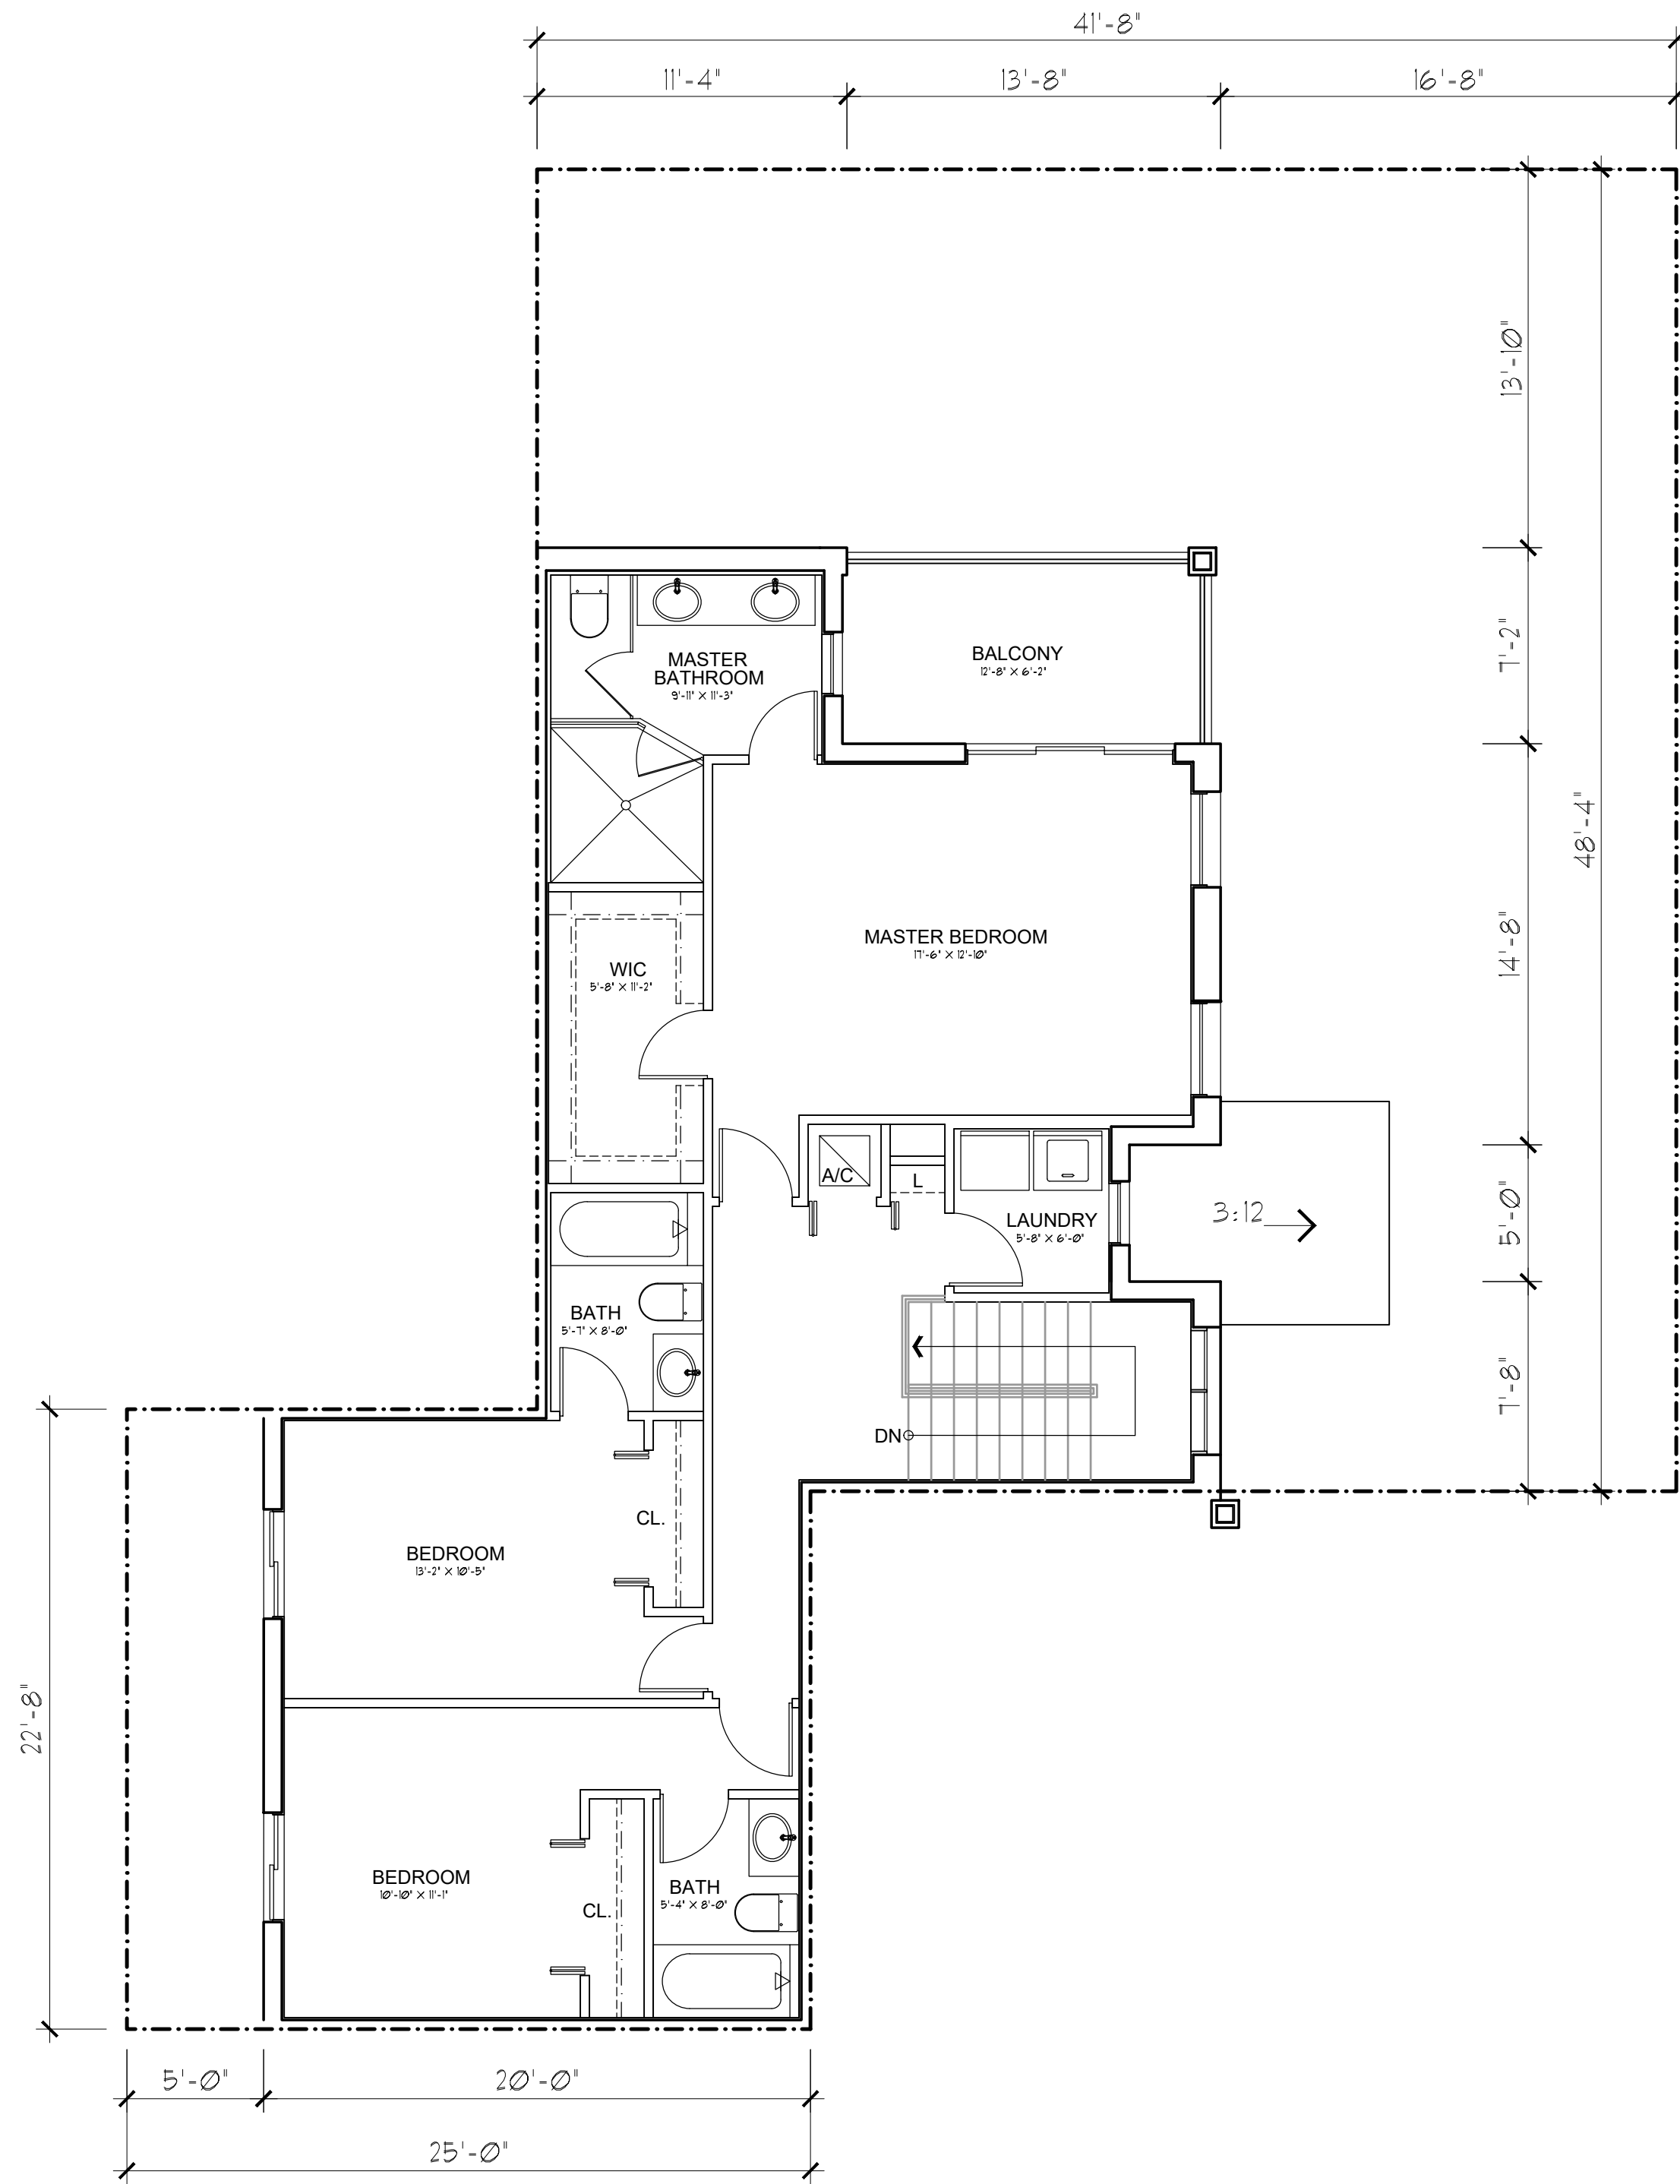 41'-8"
11'-4"
13'-8"
16'-8"
13'-10"
7'-2"
48'-4"
14'-8"
5'-0"
7'-8"
MASTER
BATHROOM
9'-11" X 11'-3"
BALCONY
12'-8" X 6'-2"
MASTER BEDROOM
17'-6" X 12'-10"
WIC
5'-8" X 11'-2"
A/C
L
LAUNDRY
5'-8" X 6'-0"
3:12
BATH
5'-7" X 8'-0"
DN
CL.
BEDROOM
13'-2" X 10'-5"
22'-8"
BEDROOM
10'-10" X 11'-1"
CL.
BATH
5'-4" X 8'-0"
5'-0"
20'-0"
25'-0"